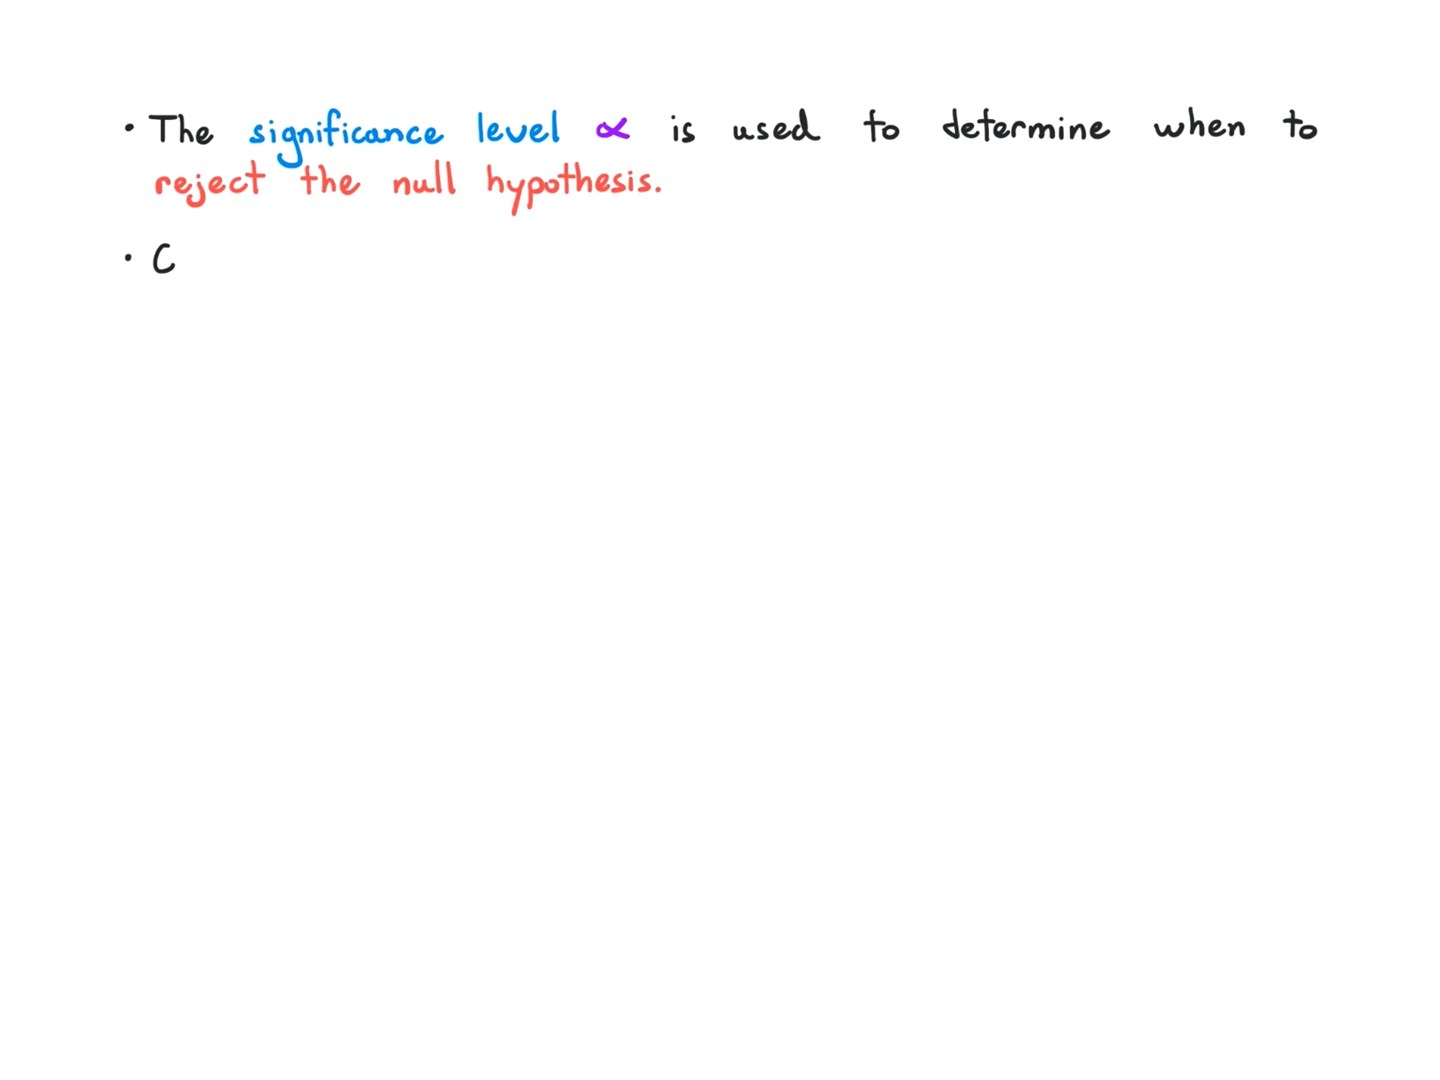 • The significance level α is used to determine when to
reject the null hypothesis.
• C